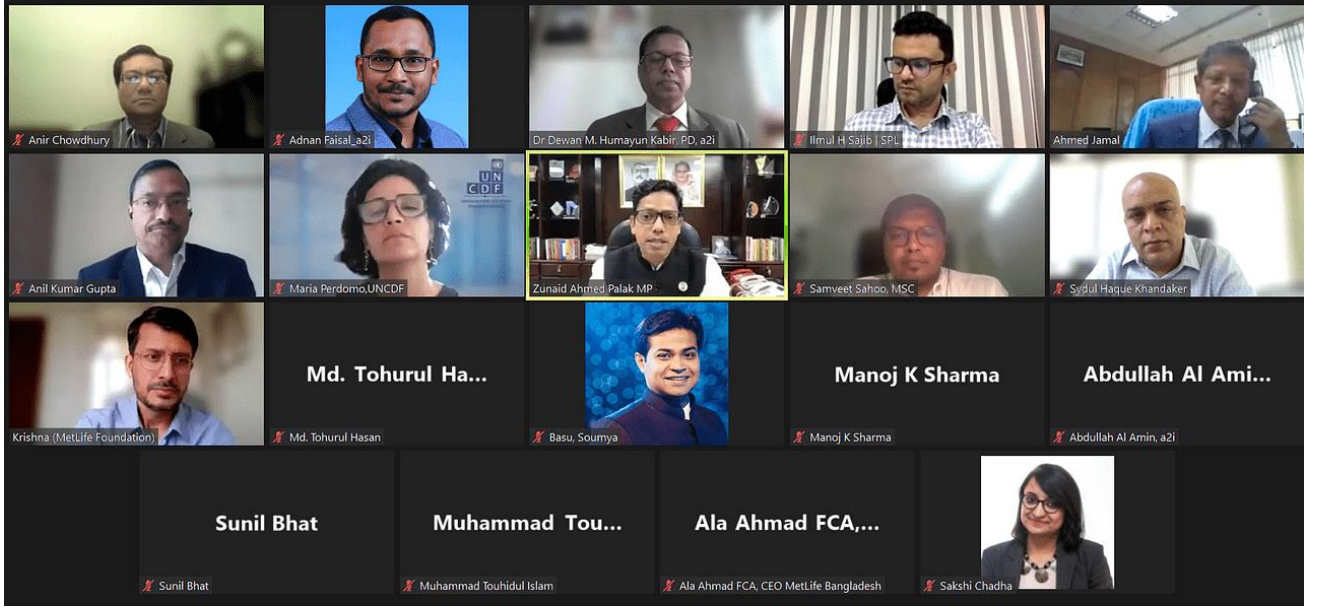 Anir Chowdhury
Adnan Faisal_a2i
Dr Dewan M. Humayun Kabir, PD, a2i
Ilmul H Sajib | SPL
Ahmed Jamal
Anil Kumar Gupta
UN
CDF
Maria Perdomo,UNCDF
Zunaid Ahmed Palak MP
Samveet Sahoo, MSC
Sydul Haque Khandaker
Krishna (MetLife Foundation)
Md. Tohurul Ha...
Md. Tohurul Hasan
Basu, Soumya
Manoj K Sharma
Manoj K Sharma
Abdullah Al Ami...
Abdullah Al Amin, a2i
Sunil Bhat
Sunil Bhat
Muhammad Tou...
Muhammad Touhidul Islam
Ala Ahmad FCA,...
Ala Ahmad FCA, CEO MetLife Bangladesh
Sakshi Chadha